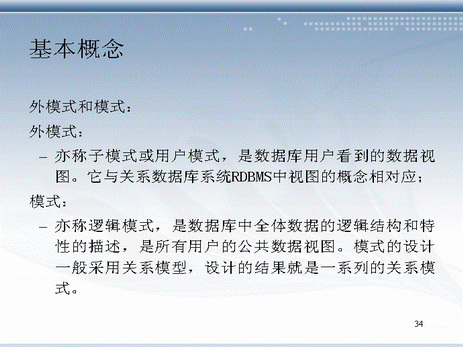 基本概念
外模式和模式：
外模式：
– 亦称子模式或用户模式，是数据库用户看到的数据视
图。它与关系数据库系统RDBMS中视图的概念相对应；
模式：
– 亦称逻辑模式，是数据库中全体数据的逻辑结构和特
性的描述，是所有用户的公共数据视图。模式的设计
一般采用关系模型，设计的结果就是一系列的关系模
式。
34